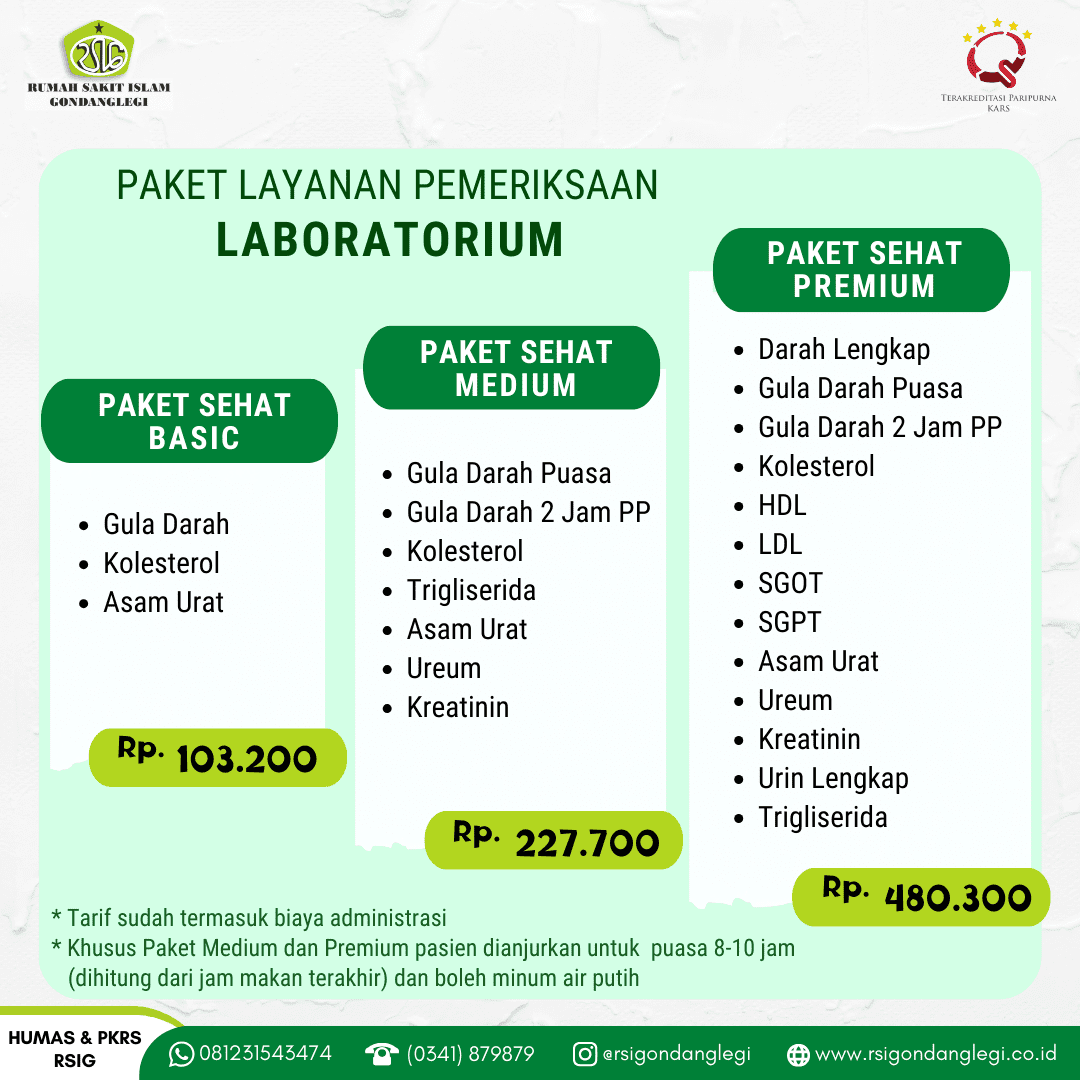 RSIG
RUMAH SAKIT ISLAM
GONDANGLEGI
TERAKREDITASI PARIPURNA
KARS
PAKET LAYANAN PEMERIKSAAN
LABORATORIUM
PAKET SEHAT
BASIC
• Gula Darah
• Kolesterol
• Asam Urat
Rp. 103.200
PAKET SEHAT
MEDIUM
• Gula Darah Puasa
• Gula Darah 2 Jam PP
• Kolesterol
• Trigliserida
• Asam Urat
• Ureum
• Kreatinin
Rp. 227.700
PAKET SEHAT
PREMIUM
• Darah Lengkap
• Gula Darah Puasa
• Gula Darah 2 Jam PP
• Kolesterol
• HDL
• LDL
• SGOT
• SGPT
• Asam Urat
• Ureum
• Kreatinin
• Urin Lengkap
• Trigliserida
Rp. 480.300
* Tarif sudah termasuk biaya administrasi
* Khusus Paket Medium dan Premium pasien dianjurkan untuk puasa 8-10 jam
(dihitung dari jam makan terakhir) dan boleh minum air putih
HUMAS & PKRS
RSIG
081231543474
(0341) 879879
@rsigondanglegi
www.rsigondanglegi.co.id